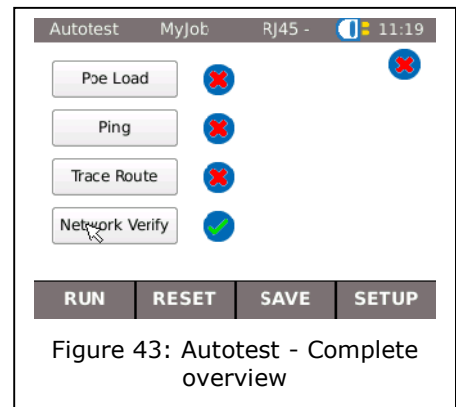 Autotest MyJob RJ45 - 11:19
Poe Load
Ping
Trace Route
Network Verify
RUN RESET SAVE SETUP
Figure 43: Autotest - Complete
overview